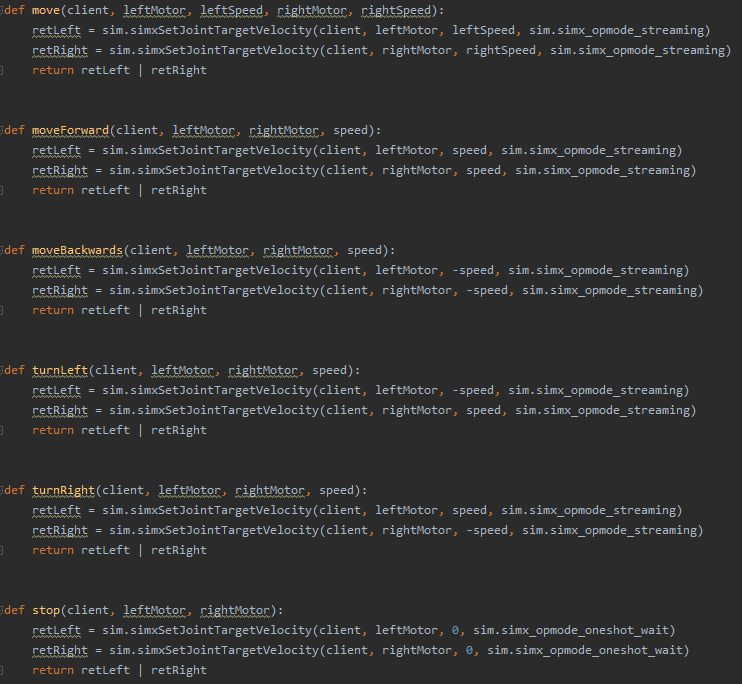 def move(client, leftMotor, leftSpeed, rightMotor, rightSpeed):
    retLeft = sim.simxSetJointTargetVelocity(client, leftMotor, leftSpeed, sim.simx_opmode_streaming)
    retRight = sim.simxSetJointTargetVelocity(client, rightMotor, rightSpeed, sim.simx_opmode_streaming)
    return retLeft | retRight
def moveForward(client, leftMotor, rightMotor, speed):
    retLeft = sim.simxSetJointTargetVelocity(client, leftMotor, speed, sim.simx_opmode_streaming)
    retRight = sim.simxSetJointTargetVelocity(client, rightMotor, speed, sim.simx_opmode_streaming)
    return retLeft | retRight
def moveBackwards(client, leftMotor, rightMotor, speed):
    retLeft = sim.simxSetJointTargetVelocity(client, leftMotor, -speed, sim.simx_opmode_streaming)
    retRight = sim.simxSetJointTargetVelocity(client, rightMotor, -speed, sim.simx_opmode_streaming)
    return retLeft | retRight
def turnLeft(client, leftMotor, rightMotor, speed):
    retLeft = sim.simxSetJointTargetVelocity(client, leftMotor, -speed, sim.simx_opmode_streaming)
    retRight = sim.simxSetJointTargetVelocity(client, rightMotor, speed, sim.simx_opmode_streaming)
    return retLeft | retRight
def turnRight(client, leftMotor, rightMotor, speed):
    retLeft = sim.simxSetJointTargetVelocity(client, leftMotor, speed, sim.simx_opmode_streaming)
    retRight = sim.simxSetJointTargetVelocity(client, rightMotor, -speed, sim.simx_opmode_streaming)
    return retLeft | retRight
def stop(client, leftMotor, rightMotor):
    retLeft = sim.simxSetJointTargetVelocity(client, leftMotor, 0, sim.simx_opmode_oneshot_wait)
    retRight = sim.simxSetJointTargetVelocity(client, rightMotor, 0, sim.simx_opmode_oneshot_wait)
    return retLeft | retRight